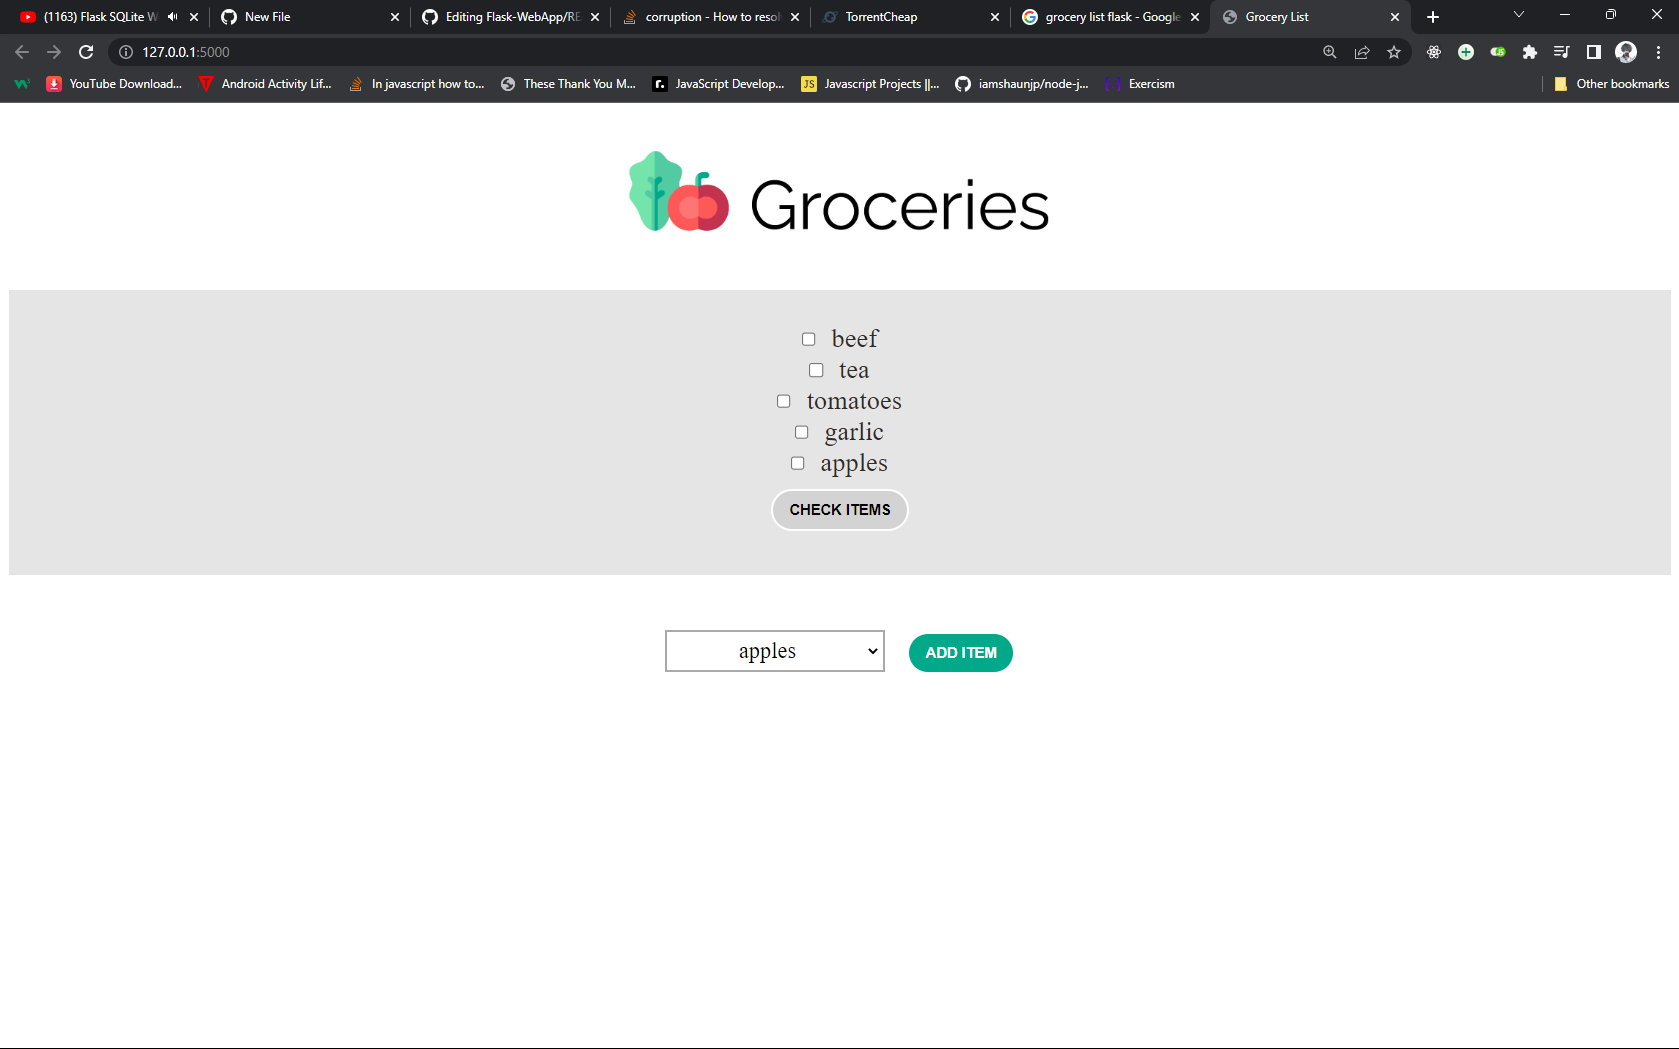 (1163) Flask SQLite W
New File
Editing Flask-WebApp/RE
corruption - How to resol
TorrentCheap
grocery list flask - Google
Grocery List
127.0.0.1:5000
YouTube Download...
Android Activity Lif...
In javascript how to...
These Thank You M...
r.
JavaScript Develop...
JS
Javascript Projects ||...
iamshaunjp/node-j...
Exercism
Other bookmarks
Groceries
beef
tea
tomatoes
garlic
apples
CHECK ITEMS
apples
ADD ITEM